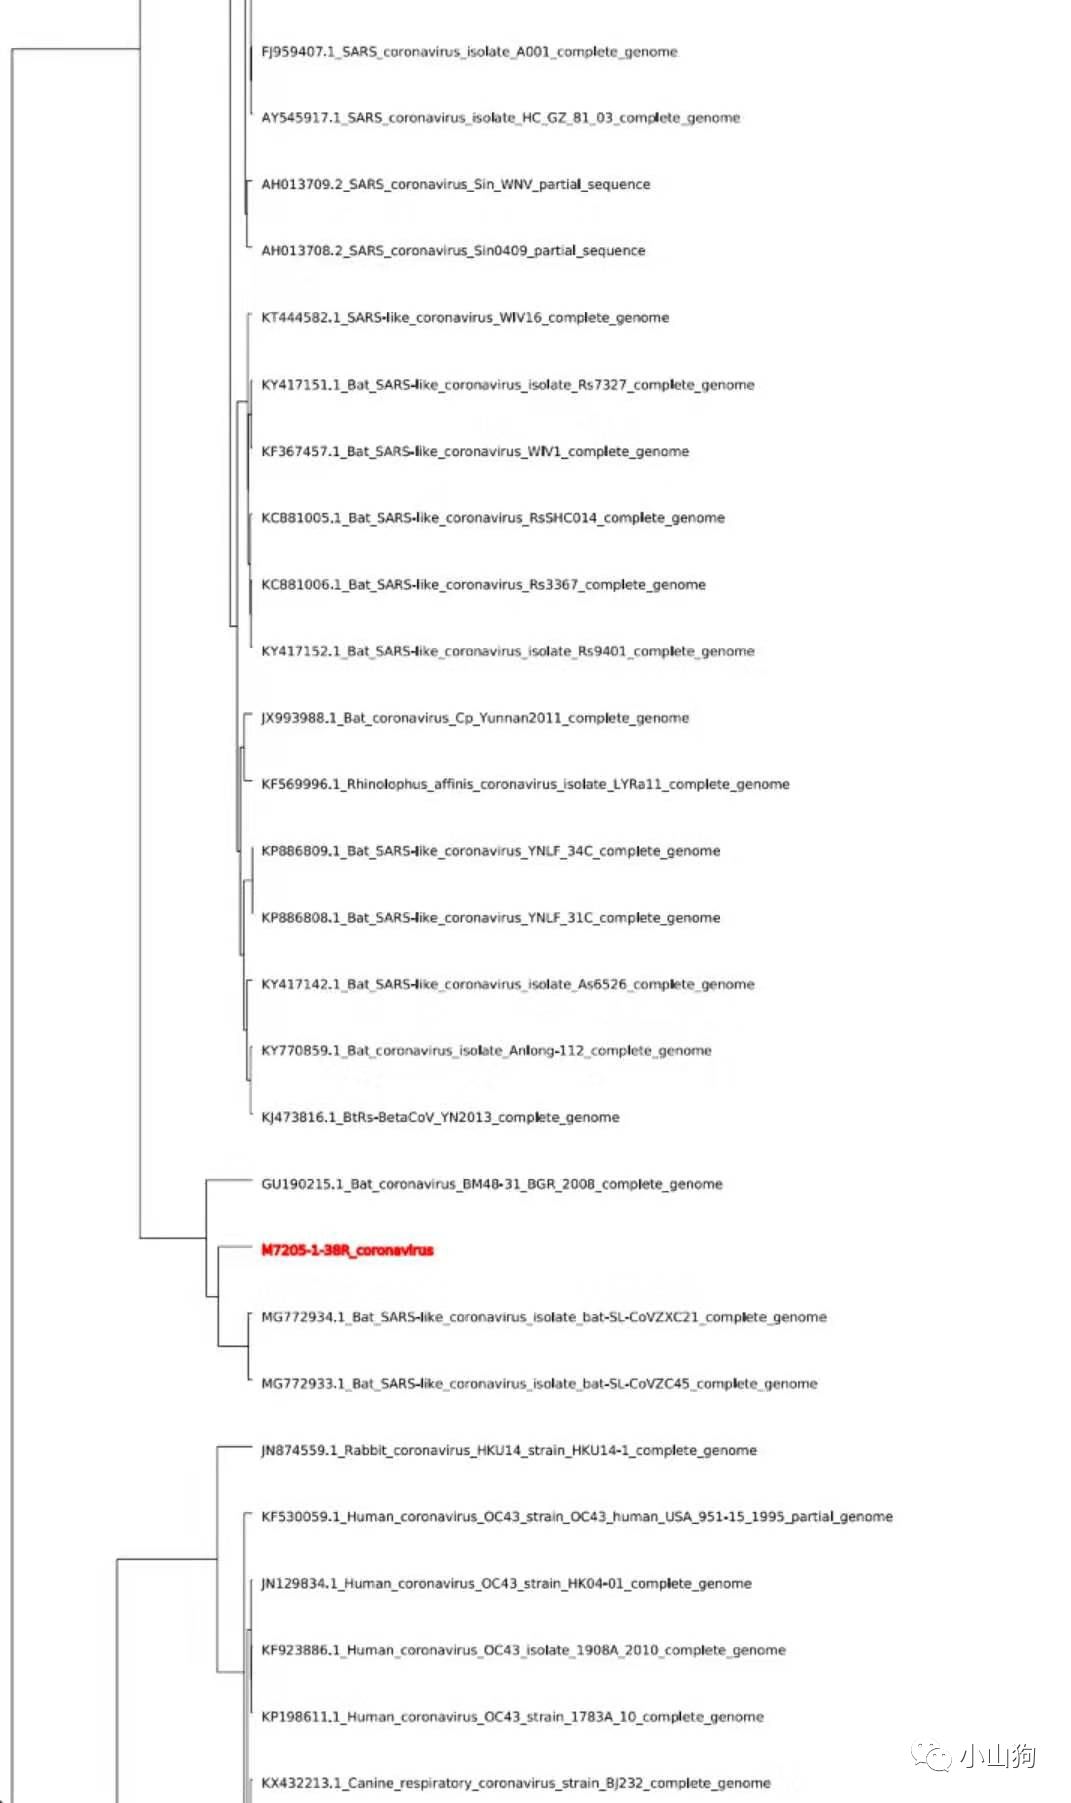 FJ959407.1_SARS_coronavirus_isolate_A001_complete_genome
AY545917.1_SARS_coronavirus_isolate_HC_GZ_81_03_complete_genome
AH013709.2_SARS_coronavirus_Sin_WNV_partial_sequence
AH013708.2_SARS_coronavirus_Sin0409_partial_sequence
KT444582.1_SARS-like_coronavirus_WIV16_complete_genome
KY417151.1_Bat_SARS-like_coronavirus_isolate_Rs7327_complete_genome
KF367457.1_Bat_SARS-like_coronavirus_WIV1_complete_genome
KC881005.1_Bat_SARS-like_coronavirus_RsSHC014_complete_genome
KC881006.1_Bat_SARS-like_coronavirus_Rs3367_complete_genome
KY417152.1_Bat_SARS-like_coronavirus_isolate_Rs9401_complete_genome
JX993988.1_Bat_coronavirus_Cp_Yunnan2011_complete_genome
KF569996.1_Rhinolophus_affinis_coronavirus_isolate_LYRa11_complete_genome
KP886809.1_Bat_SARS-like_coronavirus_YNLF_34C_complete_genome
KP886808.1_Bat_SARS-like_coronavirus_YNLF_31C_complete_genome
KY417142.1_Bat_SARS-like_coronavirus_isolate_As6526_complete_genome
KY770859.1_Bat_coronavirus_isolate_Anlong-112_complete_genome
KJ473816.1_BtRs-BetaCoV_YN2013_complete_genome
GU190215.1_Bat_coronavirus_BM48-31_BGR_2008_complete_genome
M7205-1-38R_coronavirus
MG772934.1_Bat_SARS-like_coronavirus_isolate_bat-SL-CoVZXC21_complete_genome
MG772933.1_Bat_SARS-like_coronavirus_isolate_bat-SL-CoVZC45_complete_genome
JN874559.1_Rabbit_coronavirus_HKU14_strain_HKU14-1_complete_genome
KF530059.1_Human_coronavirus_OC43_strain_OC43_human_USA_951-15_1995_partial_genome
JN129834.1_Human_coronavirus_OC43_strain_HK04-01_complete_genome
KF923886.1_Human_coronavirus_OC43_isolate_1908A_2010_complete_genome
KP198611.1_Human_coronavirus_OC43_strain_1783A_10_complete_genome
小山狗
KX432213.1_Canine_respiratory_coronavirus_strain_BJ232_complete_genome